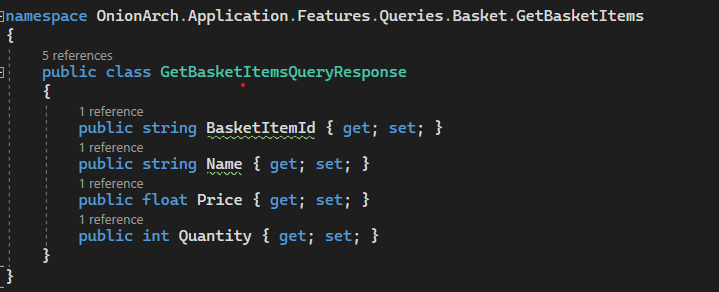 namespace OnionArch.Application.Features.Queries.Basket.GetBasketItems
{
5 references
public class GetBasketItemsQueryResponse
{
1 reference
public string BasketItemId { get; set; }
1 reference
public string Name { get; set; }
1 reference
public float Price { get; set; }
1 reference
public int Quantity { get; set; }
}
}